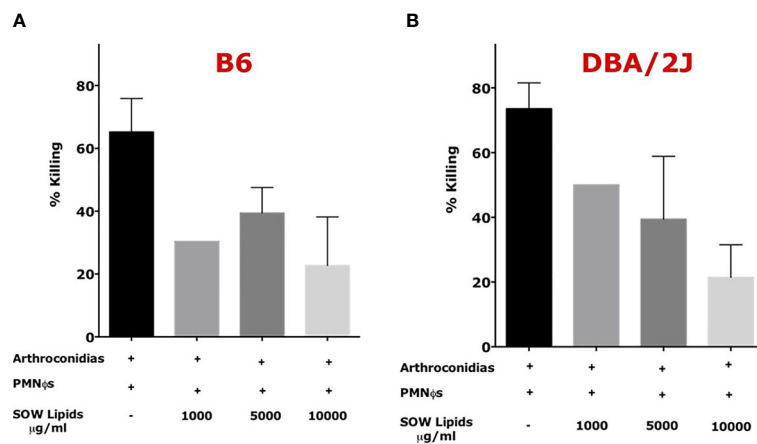 A
B6
% Killing
80
60
40
20
0
Arthroconidias + + + +
PMNϕs + + + +
SOW Lipids - 1000 5000 10000
µg/ml
B
DBA/2J
% Killing
80
60
40
20
0
Arthroconidias + + + +
PMNϕs + + + +
SOW Lipids - 1000 5000 10000
µg/ml